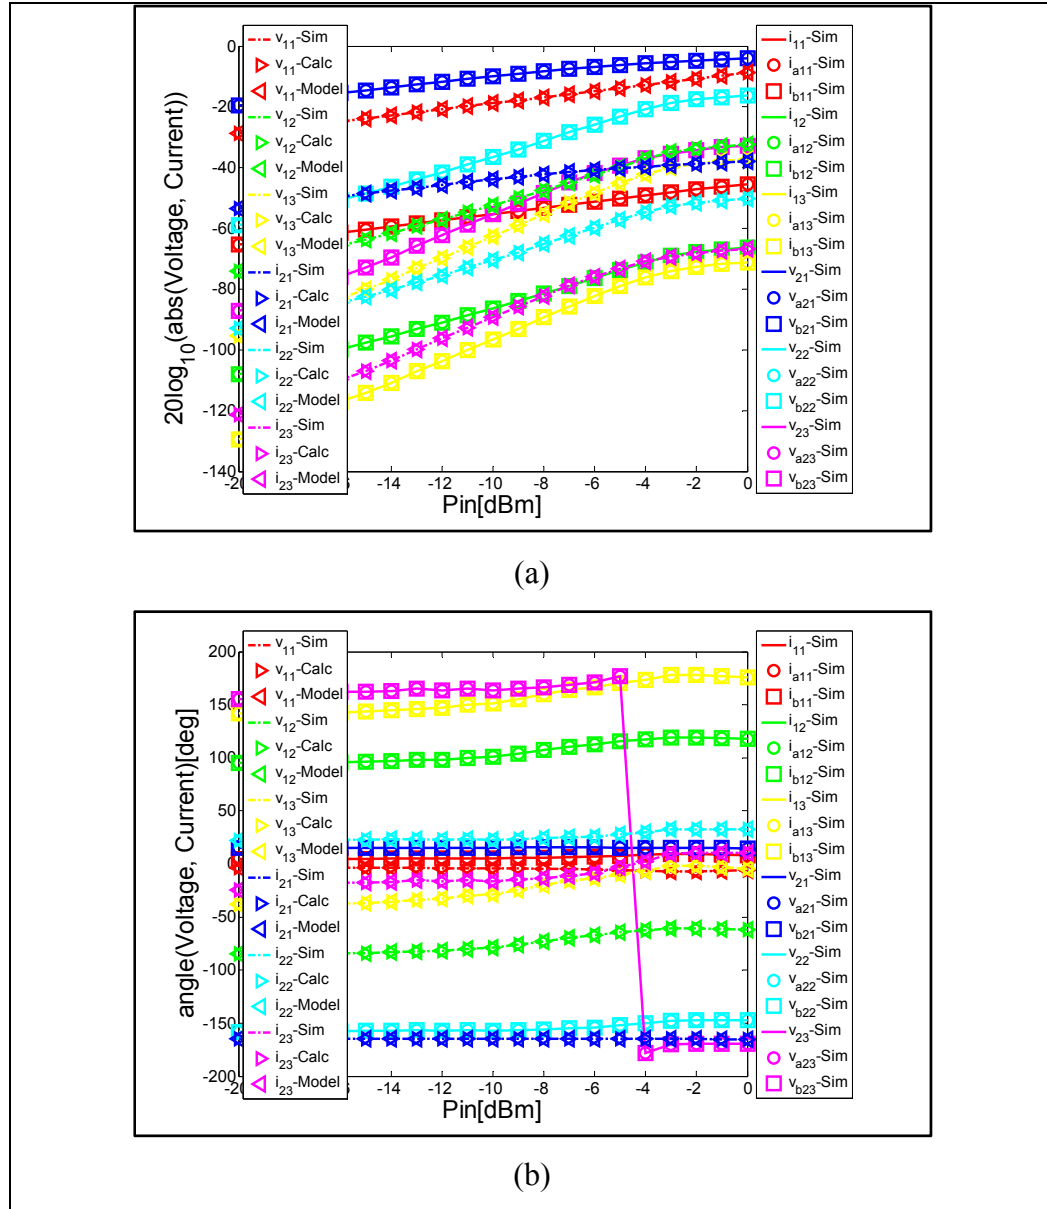 20log10(abs(Voltage, Current))
0
-20
-40
-60
-80
-100
-120
-140
v11-Sim
v11-Calc
v11-Model
v12-Sim
v12-Calc
v12-Model
v13-Sim
v13-Calc
v13-Model
i21-Sim
i21-Calc
i21-Model
i22-Sim
i22-Calc
i22-Model
i23-Sim
i23-Calc
i23-Model
i11-Sim
ia11-Sim
ib11-Sim
i12-Sim
ia12-Sim
ib12-Sim
i13-Sim
ia13-Sim
ib13-Sim
v21-Sim
va21-Sim
vb21-Sim
v22-Sim
va22-Sim
vb22-Sim
v23-Sim
va23-Sim
vb23-Sim
-14 -12 -10 -8 -6 -4 -2 0
Pin[dBm]
(a)
angle(Voltage, Current)[deg]
200
150
100
50
0
-50
-100
-150
-200
v11-Sim
v11-Calc
v11-Model
v12-Sim
v12-Calc
v12-Model
v13-Sim
v13-Calc
v13-Model
i21-Sim
i21-Calc
i21-Model
i22-Sim
i22-Calc
i22-Model
i23-Sim
i23-Calc
i23-Model
i11-Sim
ia11-Sim
ib11-Sim
i12-Sim
ia12-Sim
ib12-Sim
i13-Sim
ia13-Sim
ib13-Sim
v21-Sim
va21-Sim
vb21-Sim
v22-Sim
va22-Sim
vb22-Sim
v23-Sim
va23-Sim
vb23-Sim
-14 -12 -10 -8 -6 -4 -2 0
Pin[dBm]
(b)